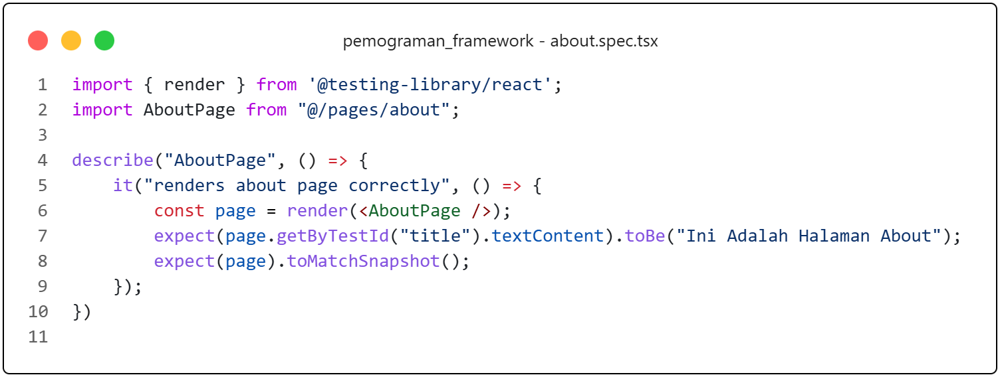 pemograman_framework - about.spec.tsx
1 import { render } from '@testing-library/react';
2 import AboutPage from "@/pages/about";
3
4 describe("AboutPage", () => {
5     it("renders about page correctly", () => {
6         const page = render(<AboutPage />);
7         expect(page.getByTestId("title").textContent).toBe("Ini Adalah Halaman About");
8         expect(page).toMatchSnapshot();
9     });
10 })
11